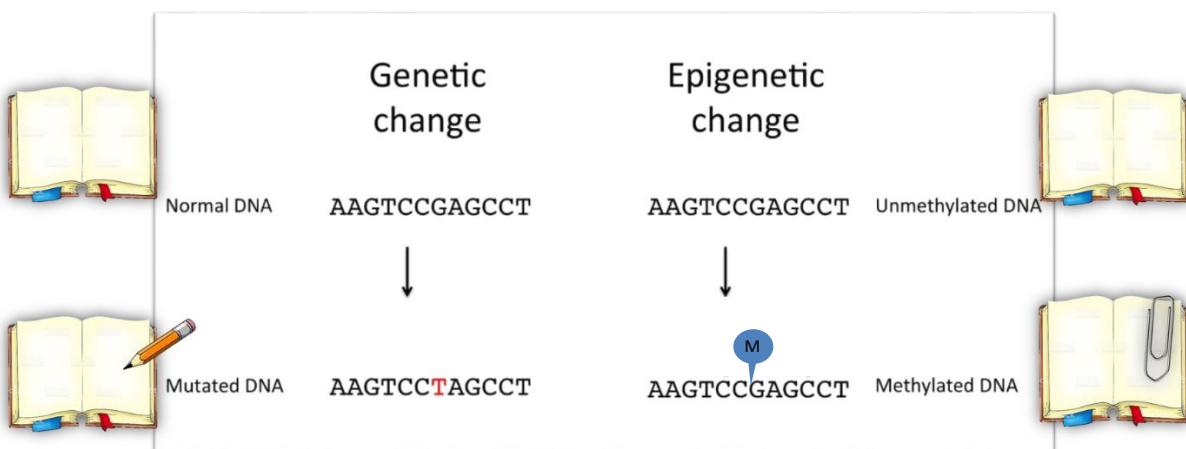 Genetic
change
Epigenetic
change
Normal DNA
AAGTCCGAGCCT
AAGTCCGAGCCT
Unmethylated DNA
M
Mutated DNA
AAGTCCTAGCCT
AAGTCCGAGCCT
Methylated DNA